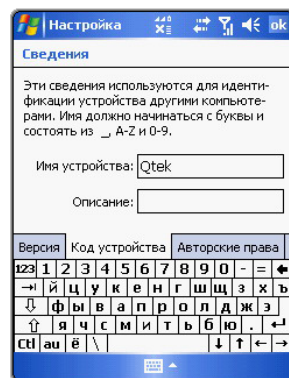 Настройка ok
Сведения
Эти сведения используются для иденти-
фикации устройства другими компьюте-
рами. Имя должно начинаться с буквы и
состоять из _, A-Z и 0-9.
Имя устройства: Qtek
Описание:
Версия Код устройства Авторские права
123 1 2 3 4 5 6 7 8 9 0 - =
й ц у к е н г ш щ з х ъ
ф ы в а п р о л д ж э
я ч с м и т ь б ю .
Ctl au ё \